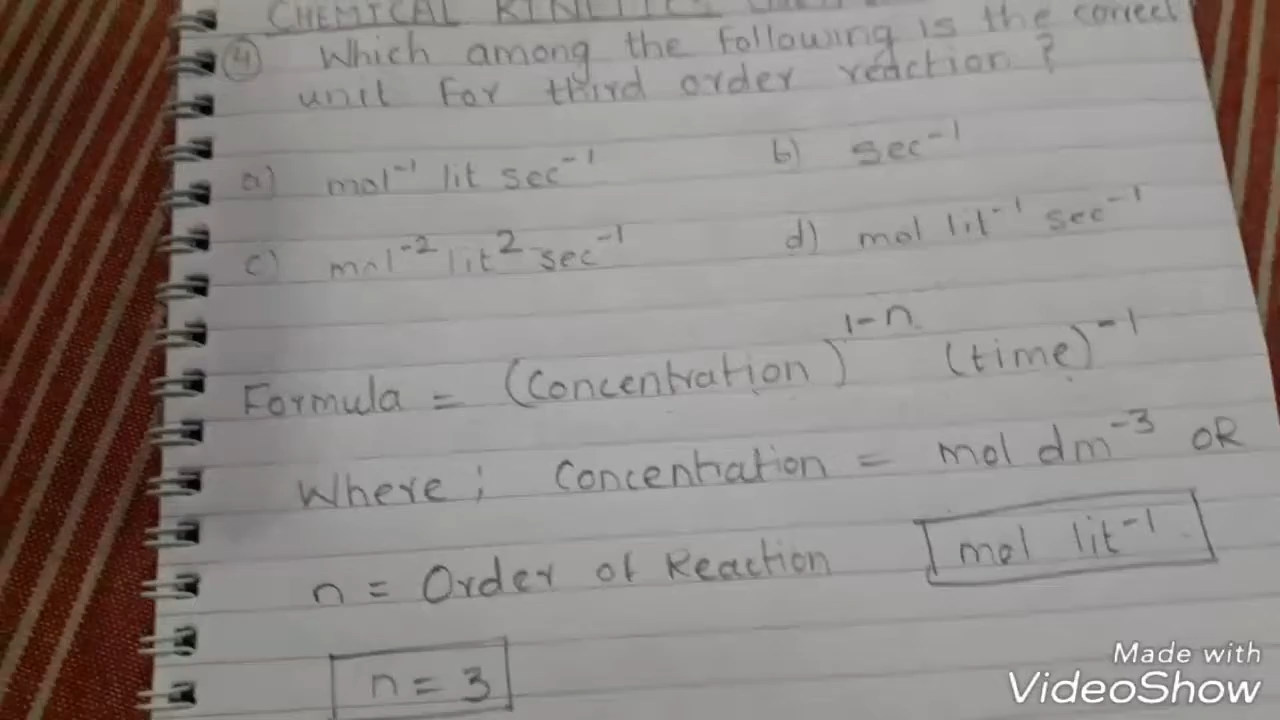 CHEMICAL KINETICS
④ Which among the following is the correct
unit for third order reaction ?
a) mol⁻¹ lit sec⁻¹ b) sec⁻¹
c) mol⁻² lit² sec⁻¹ d) mol lit⁻¹ sec⁻¹
Formula = (Concentration)¹⁻ⁿ (time)⁻¹
Where ; Concentration = mol dm⁻³ OR
n = Order of Reaction mol lit⁻¹
n = 3
Made with
VideoShow